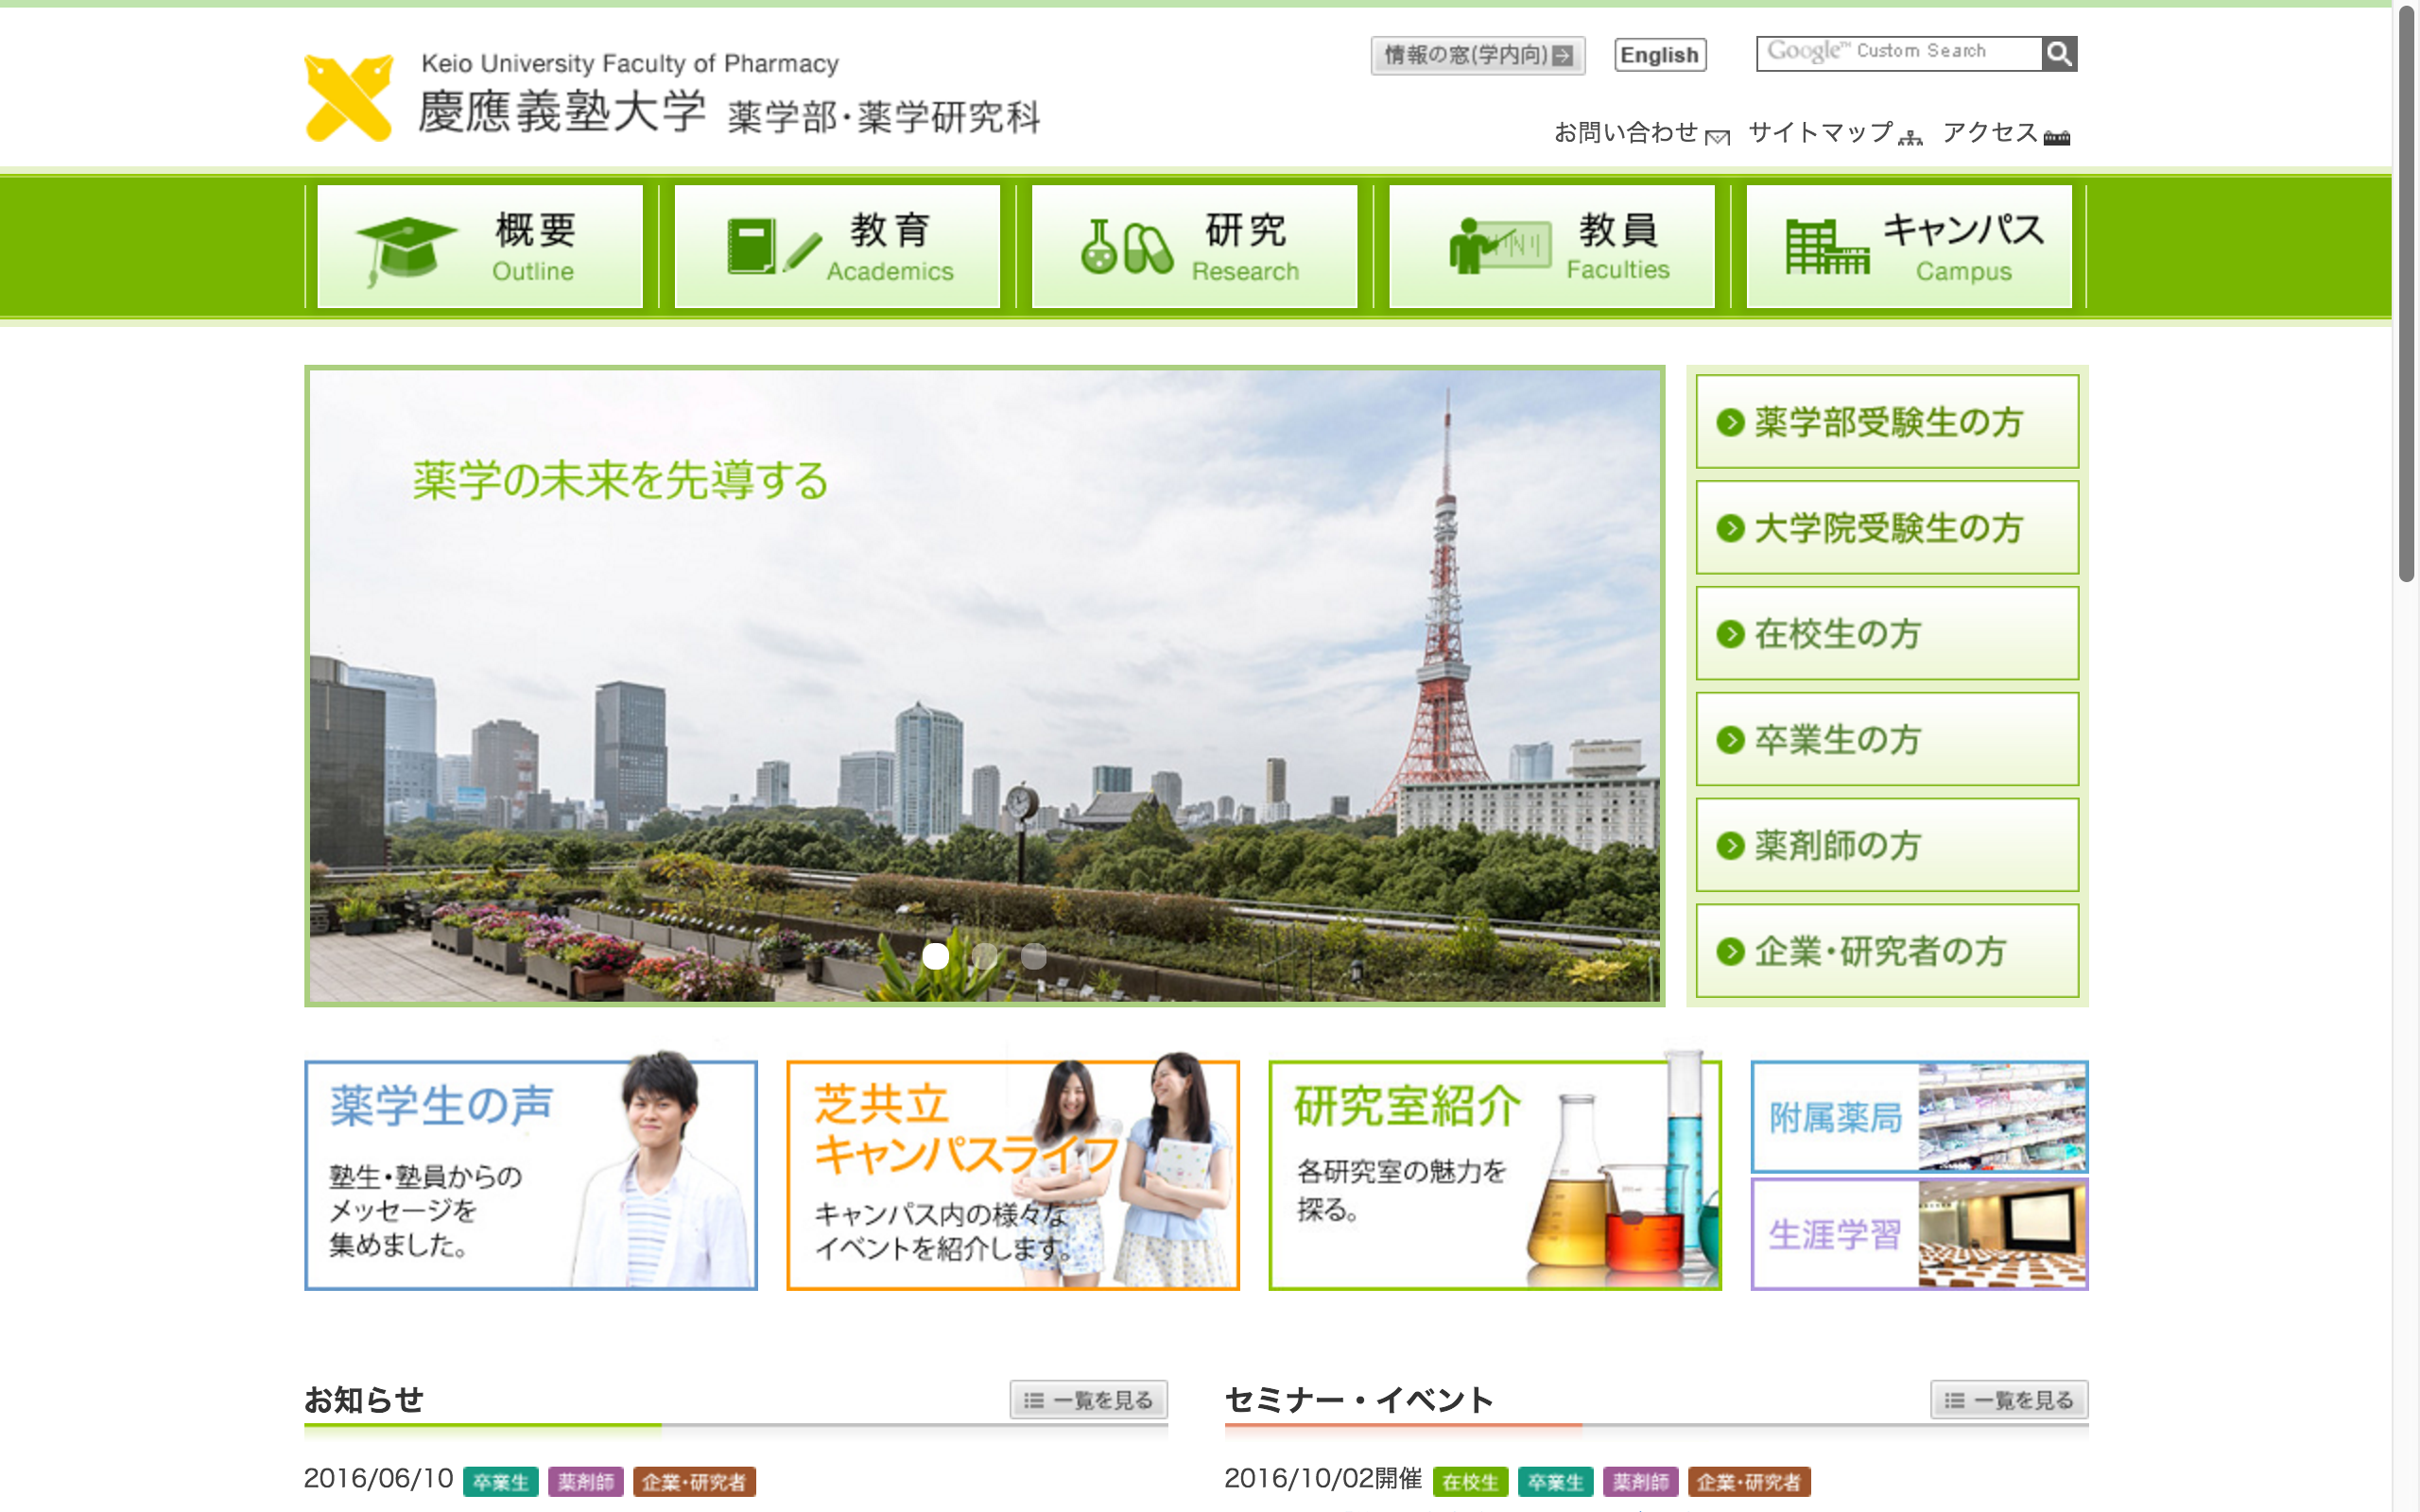 Keio University Faculty of Pharmacy
慶應義塾大学 薬学部・薬学研究科
情報の窓(学内向)
English
Google™ Custom Search
お問い合わせ
サイトマップ
アクセス
概要
Outline
教育
Academics
研究
Research
教員
Faculties
キャンパス
Campus
薬学の未来を先導する
薬学部受験生の方
大学院受験生の方
在校生の方
卒業生の方
薬剤師の方
企業・研究者の方
薬学生の声
塾生・塾員からの
メッセージを
集めました。
芝共立
キャンパスライフ
キャンパス内の様々な
イベントを紹介します。
研究室紹介
各研究室の魅力を
探る。
附属薬局
生涯学習
お知らせ
一覧を見る
2016/06/10 卒業生 薬剤師 企業・研究者
セミナー・イベント
一覧を見る
2016/10/02開催 在校生 卒業生 薬剤師 企業・研究者